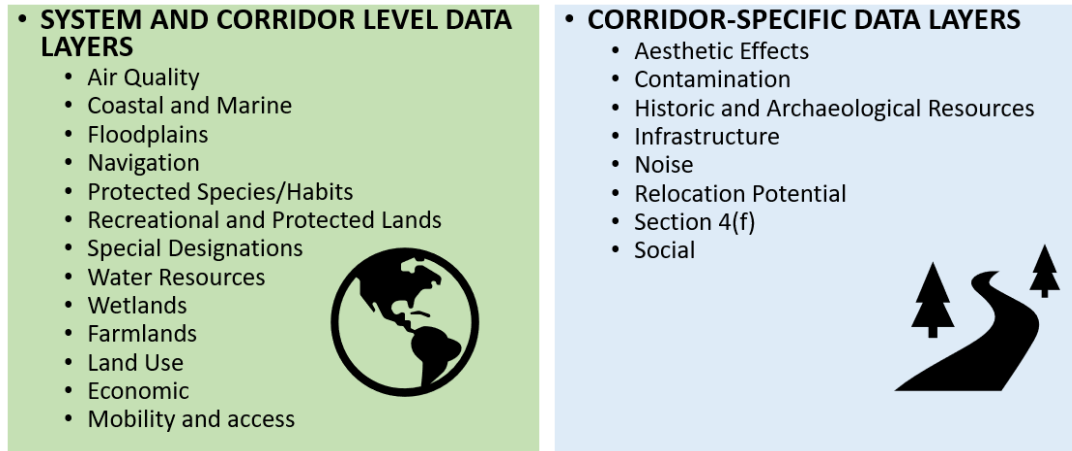 • SYSTEM AND CORRIDOR LEVEL DATA
LAYERS
• Air Quality
• Coastal and Marine
• Floodplains
• Navigation
• Protected Species/Habits
• Recreational and Protected Lands
• Special Designations
• Water Resources
• Wetlands
• Farmlands
• Land Use
• Economic
• Mobility and access
• CORRIDOR-SPECIFIC DATA LAYERS
• Aesthetic Effects
• Contamination
• Historic and Archaeological Resources
• Infrastructure
• Noise
• Relocation Potential
• Section 4(f)
• Social